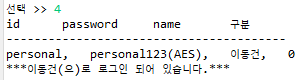 선택 >> 4
id password name 구분
-----------------------------------------
personal, personal123(AES), 이동건, 0
***이동건(으)로 로그인 되어 있습니다.***